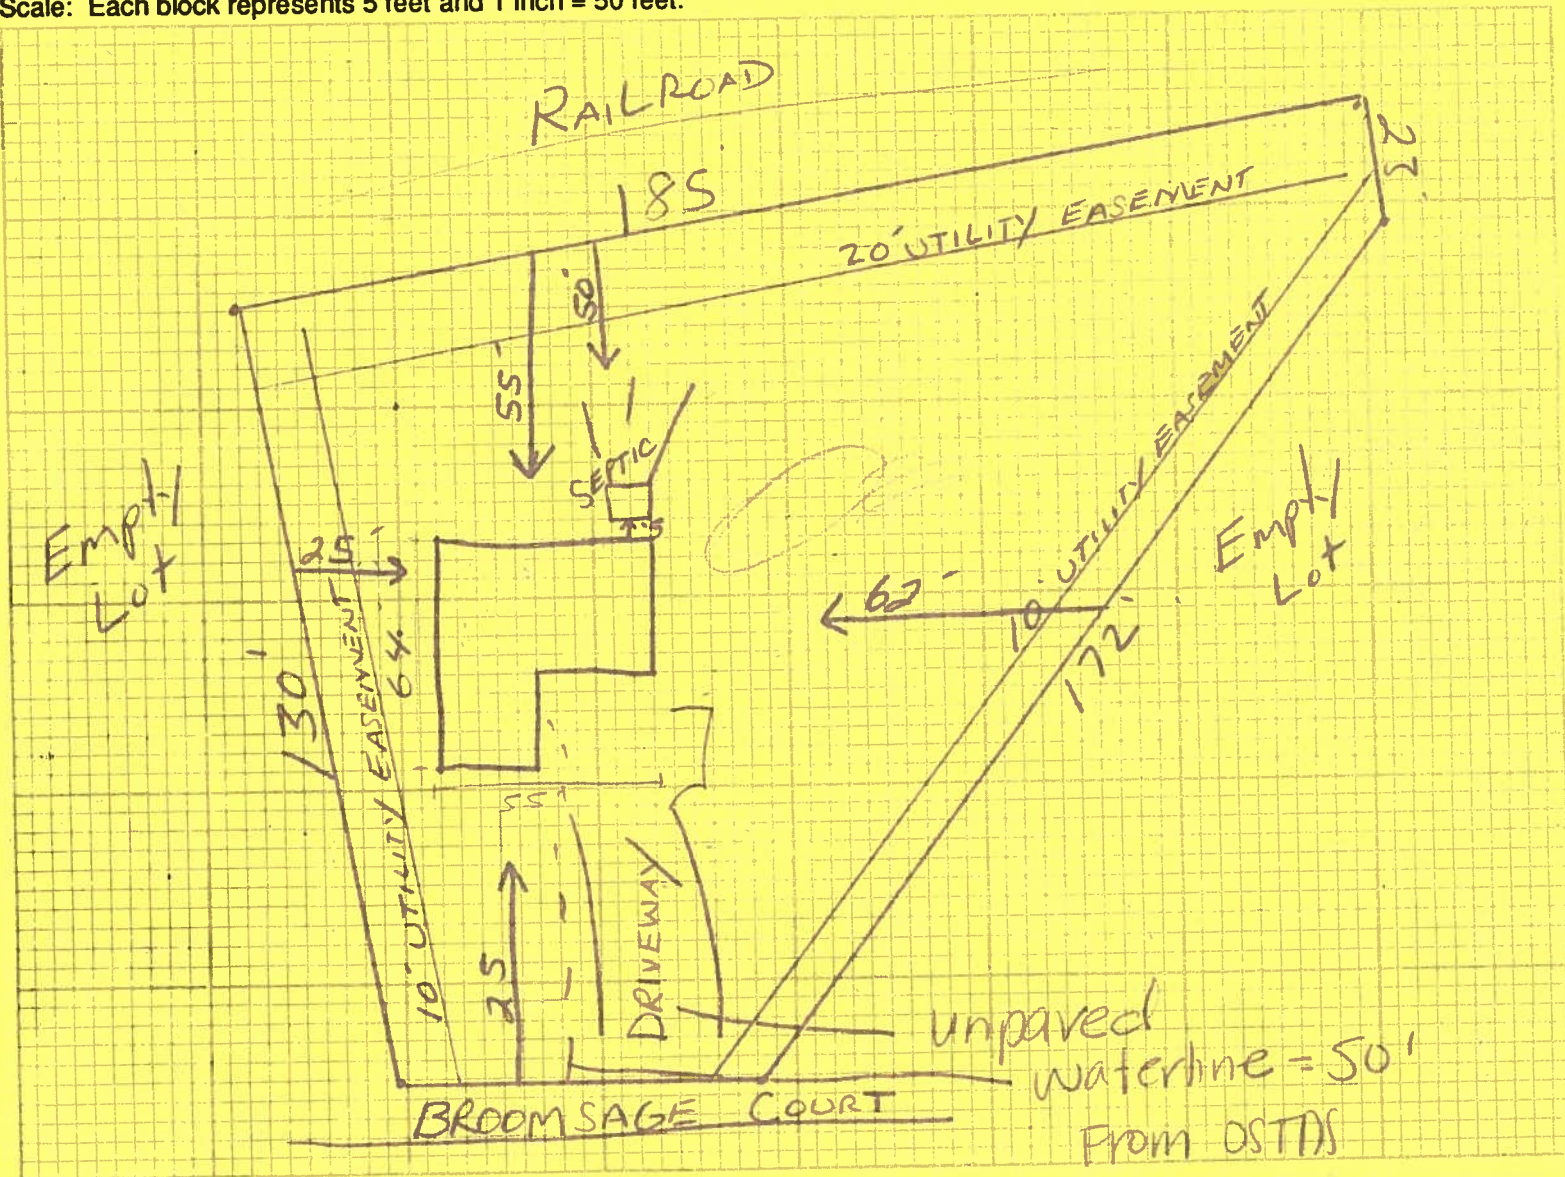 Scale: Each block represents 5 feet and 1 inch = 50 feet.
RAILROAD
185
23
20' UTILITY EASEMENT
50'
55'
SEPTIC
5
Empty
Lot
25'
64'
130'
10' UTILITY EASEMENT
62'
10' UTILITY EASEMENT
172'
Empty
Lot
55'
25
DRIVEWAY
unpaved
waterline = 50'
From OSTDS
BROOMSAGE COURT